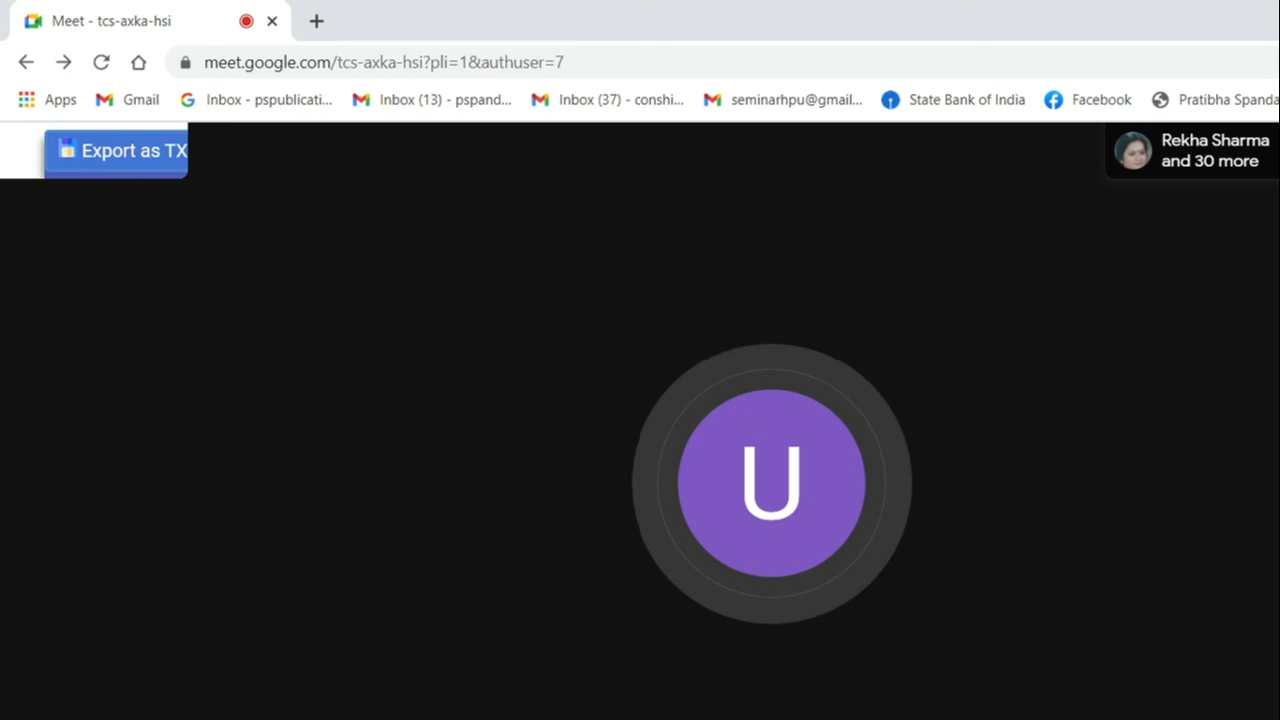 Meet - tcs-axka-hsi
meet.google.com/tcs-axka-hsi?pli=1&authuser=7
Apps Gmail Inbox - pspublicati... Inbox (13) - pspand... Inbox (37) - conshi... seminarhpu@gmail... State Bank of India Facebook Pratibha Spanda
Export as TX
Rekha Sharma
and 30 more
U